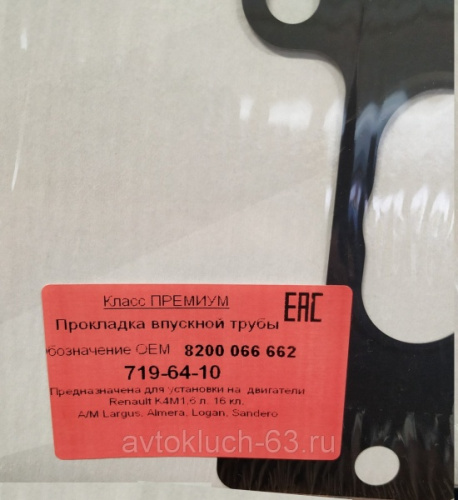 Класс ПРЕМИУМ
EAC
Прокладка впускной трубы
обозначение OEM 8200 066 662
719-64-10
Предназначена для установки на двигатели
Renault K4M1,6 л. 16 кл.
А/М Largus, Almera, Logan, Sandero
avtokluch-63.ru